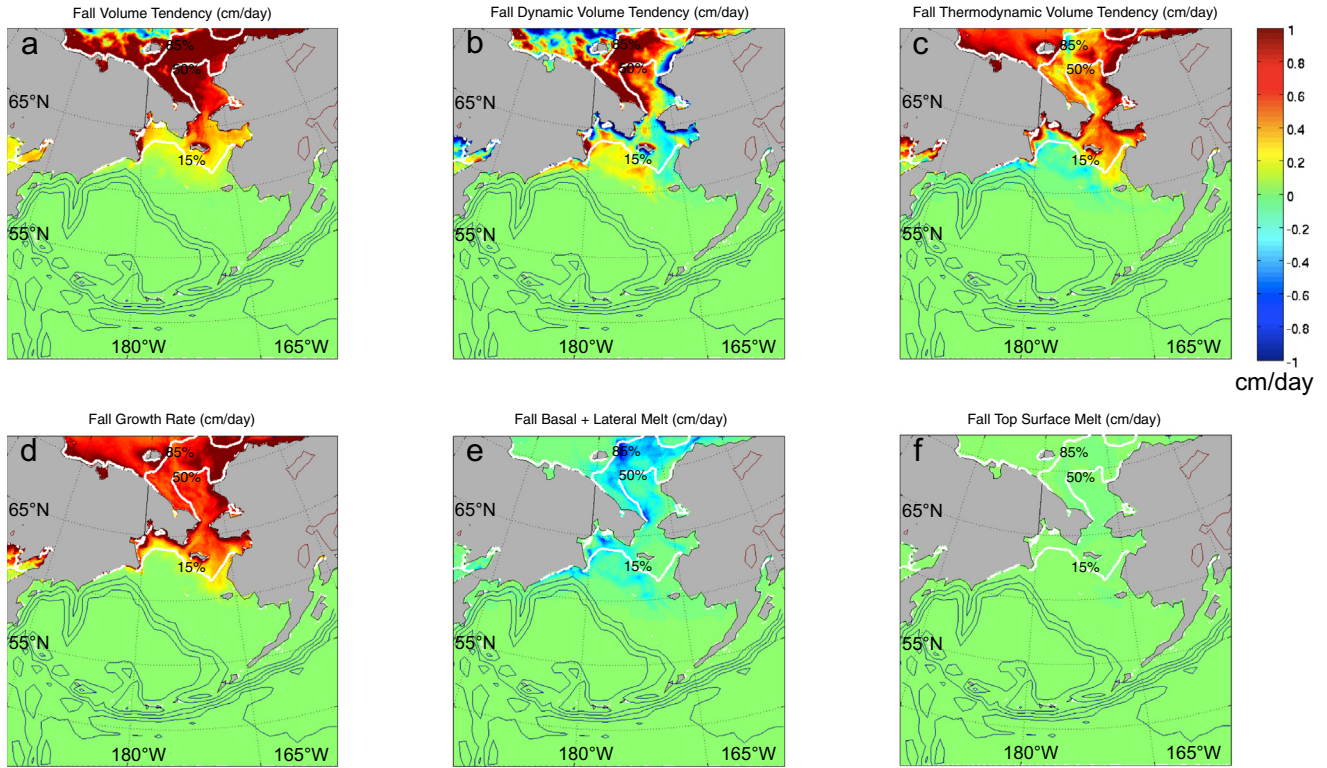 Fall Volume Tendency (cm/day)
Fall Dynamic Volume Tendency (cm/day)
Fall Thermodynamic Volume Tendency (cm/day)
a
85%
50%
65°N
15%
55°N
180°W
165°W
b
85%
50%
65°N
15%
55°N
180°W
165°W
c
85%
50%
65°N
15%
55°N
180°W
165°W
1
0.8
0.6
0.4
0.2
0
-0.2
-0.4
-0.6
-0.8
-1
cm/day
Fall Growth Rate (cm/day)
Fall Basal + Lateral Melt (cm/day)
Fall Top Surface Melt (cm/day)
d
85%
50%
65°N
15%
55°N
180°W
165°W
e
85%
50%
65°N
15%
55°N
180°W
165°W
f
85%
50%
65°N
15%
55°N
180°W
165°W